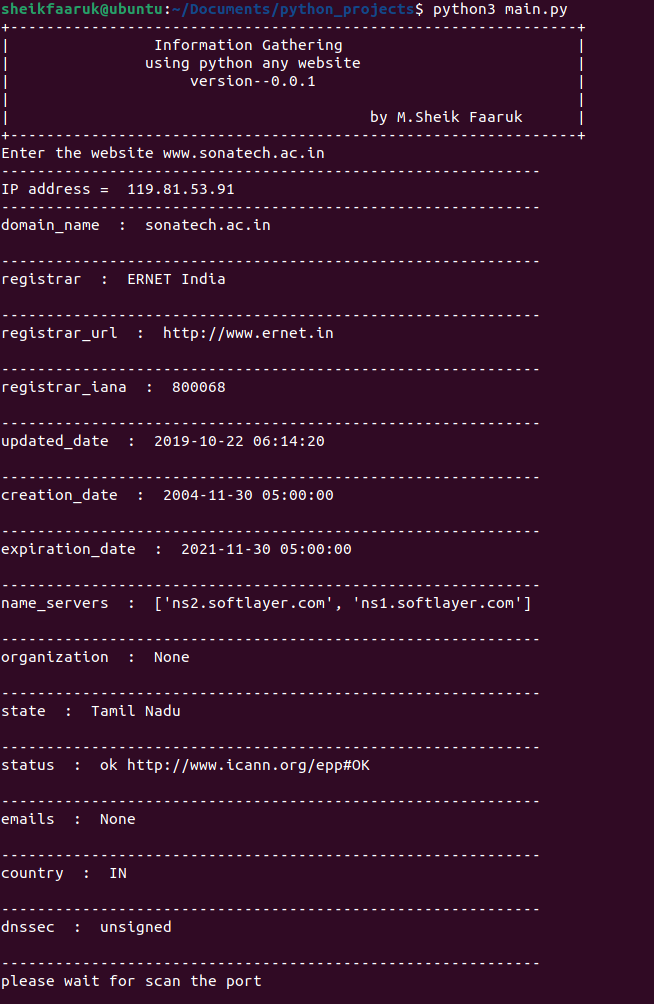 sheikfaaruk@ubuntu:~/Documents/python_projects$ python3 main.py
+---------------------------------------------------------------+
|                Information Gathering                          |
|               using python any website                        |
|                    version--0.0.1                             |
|                                                               |
|                                        by M.Sheik Faaruk      |
+---------------------------------------------------------------+
Enter the website www.sonatech.ac.in
------------------------------------------------------------
IP address =  119.81.53.91
------------------------------------------------------------
domain_name  :  sonatech.ac.in
------------------------------------------------------------
registrar  :  ERNET India
------------------------------------------------------------
registrar_url  :  http://www.ernet.in
------------------------------------------------------------
registrar_iana  :  800068
------------------------------------------------------------
updated_date  :  2019-10-22 06:14:20
------------------------------------------------------------
creation_date  :  2004-11-30 05:00:00
------------------------------------------------------------
expiration_date  :  2021-11-30 05:00:00
------------------------------------------------------------
name_servers  :  ['ns2.softlayer.com', 'ns1.softlayer.com']
------------------------------------------------------------
organization  :  None
------------------------------------------------------------
state  :  Tamil Nadu
------------------------------------------------------------
status  :  ok http://www.icann.org/epp#OK
------------------------------------------------------------
emails  :  None
------------------------------------------------------------
country  :  IN
------------------------------------------------------------
dnssec  :  unsigned
------------------------------------------------------------
please wait for scan the port